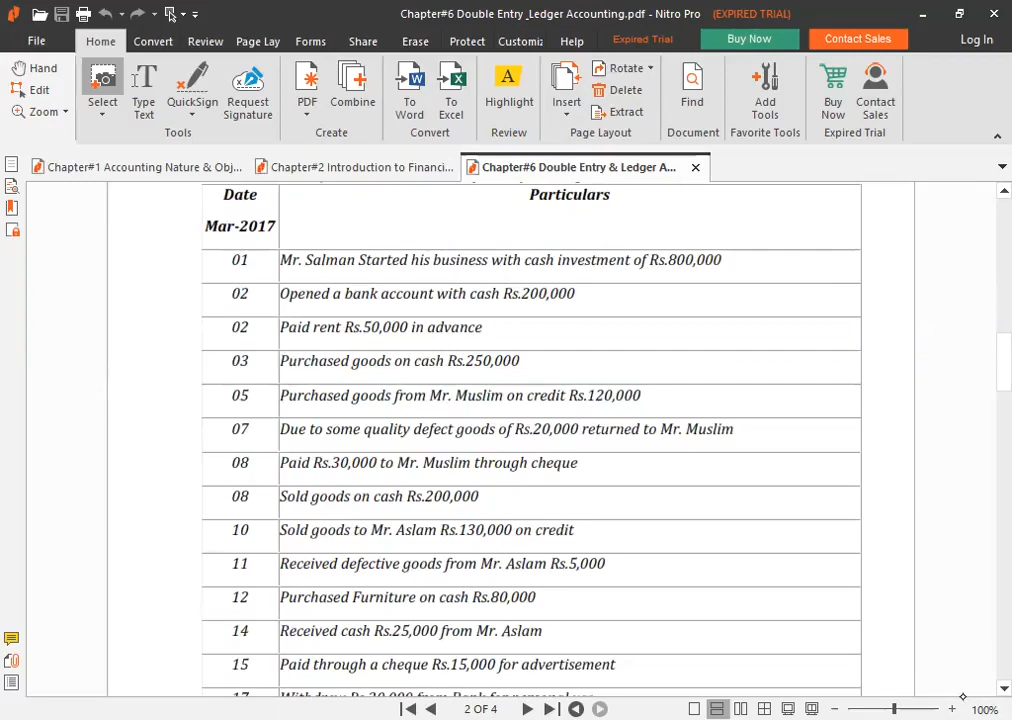 Chapter#6 Double Entry _Ledger Accounting.pdf - Nitro Pro (EXPIRED TRIAL)
File Home Convert Review Page Lay Forms Share Erase Protect Customiz Help Expired Trial Buy Now Contact Sales Log In
Hand
Edit
Zoom
Select
Type Text
QuickSign
Request Signature
Tools
PDF
Combine
Create
To Word
To Excel
Convert
Highlight
Review
Insert
Rotate
Delete
Extract
Page Layout
Find
Document
Add Tools
Favorite Tools
Buy Now
Contact Sales
Expired Trial
Chapter#1 Accounting Nature & Obj... Chapter#2 Introduction to Financi... Chapter#6 Double Entry & Ledger A...
Date Particulars
Mar-2017
01 Mr. Salman Started his business with cash investment of Rs.800,000
02 Opened a bank account with cash Rs.200,000
02 Paid rent Rs.50,000 in advance
03 Purchased goods on cash Rs.250,000
05 Purchased goods from Mr. Muslim on credit Rs.120,000
07 Due to some quality defect goods of Rs.20,000 returned to Mr. Muslim
08 Paid Rs.30,000 to Mr. Muslim through cheque
08 Sold goods on cash Rs.200,000
10 Sold goods to Mr. Aslam Rs.130,000 on credit
11 Received defective goods from Mr. Aslam Rs.5,000
12 Purchased Furniture on cash Rs.80,000
14 Received cash Rs.25,000 from Mr. Aslam
15 Paid through a cheque Rs.15,000 for advertisement
2 OF 4
100%